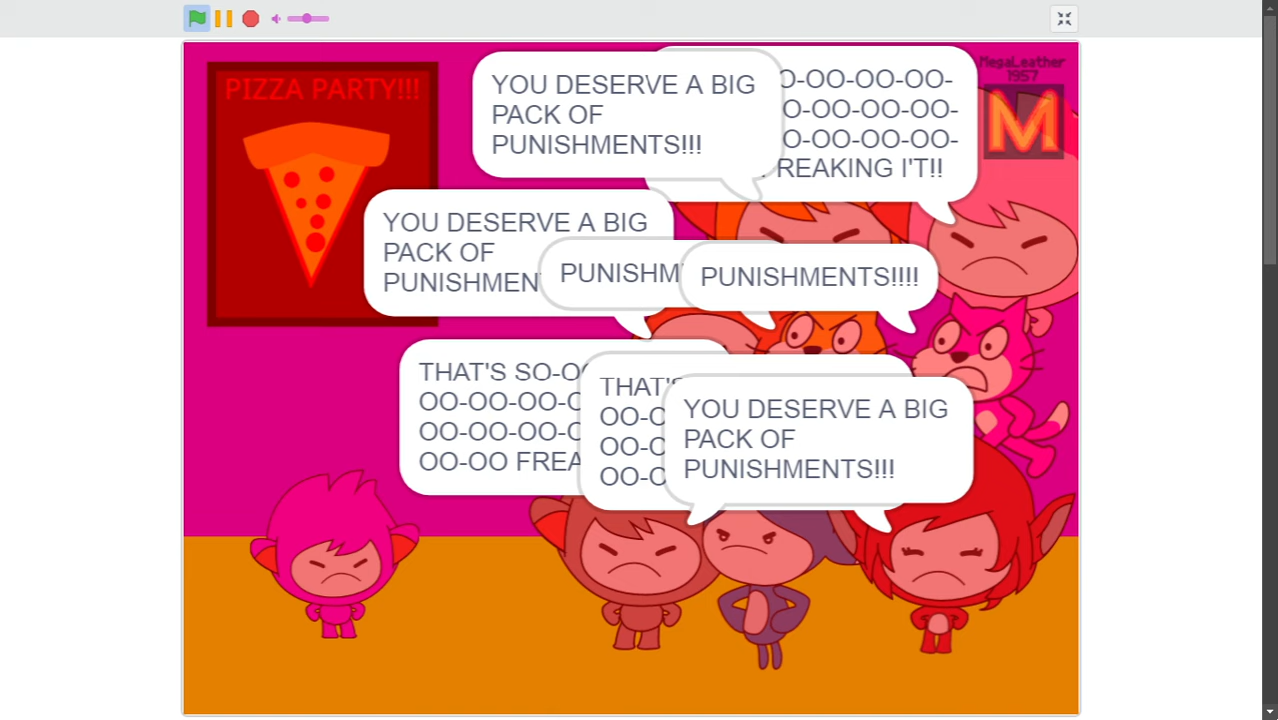 PIZZA PARTY!!!
YOU DESERVE A BIG
PACK OF
PUNISHMENTS!!!
O-OO-OO-OO-
O-OO-OO-OO-
O-OO-OO-OO-
REAKING I'T!!
MegaLeather
1957
M
YOU DESERVE A BIG
PACK OF
PUNISHMEN
PUNISHM
PUNISHMENTS!!!!
THAT'S SO-OO
OO-OO-OO-O
OO-OO-OO-O
OO-OO FREA
THAT'S
OO-O
OO-O
OO-O
YOU DESERVE A BIG
PACK OF
PUNISHMENTS!!!